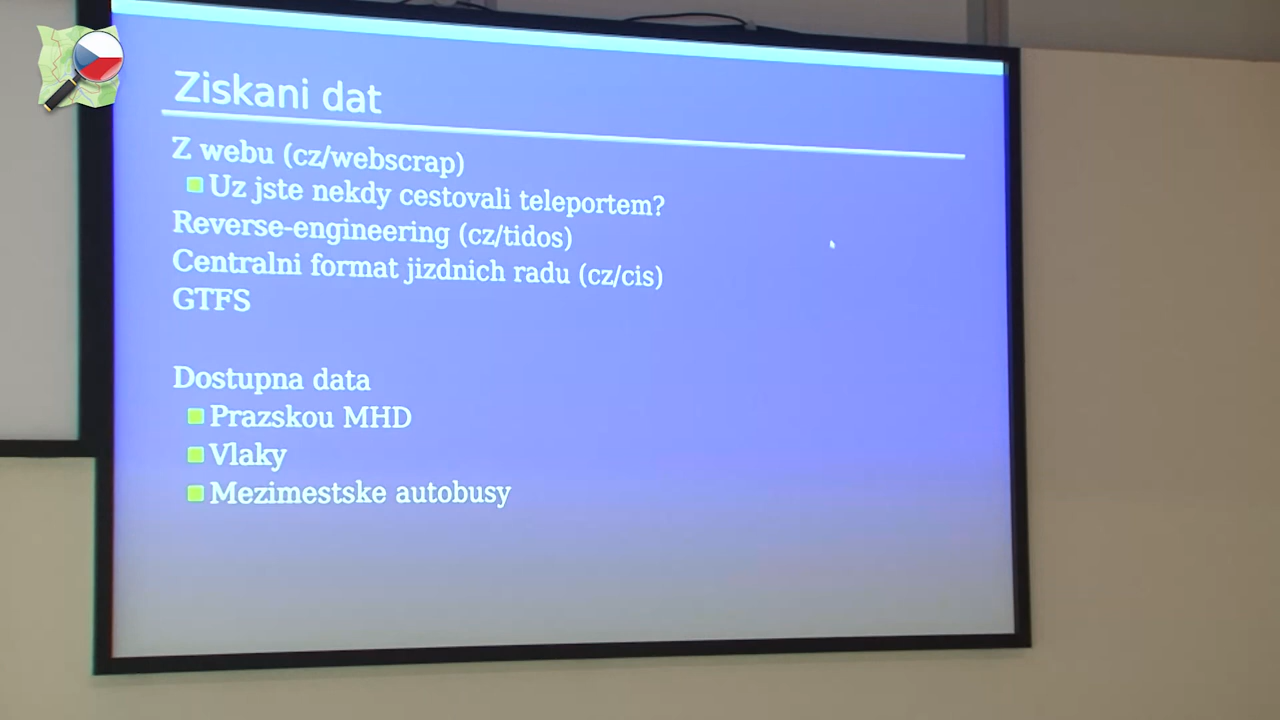 Ziskani dat
Z webu (cz/webscrap)
Uz jste nekdy cestovali teleportem?
Reverse-engineering (cz/tidos)
Centralni format jizdnich radu (cz/cis)
GTFS
Dostupna data
Prazskou MHD
Vlaky
Mezimestske autobusy